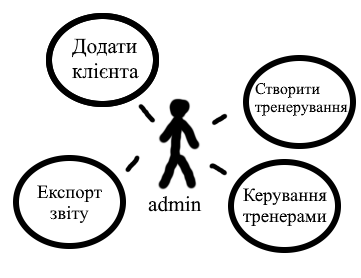 Додати
клієнта
Створити
тренерування
Експорт
звіту
admin
Керування
тренерами